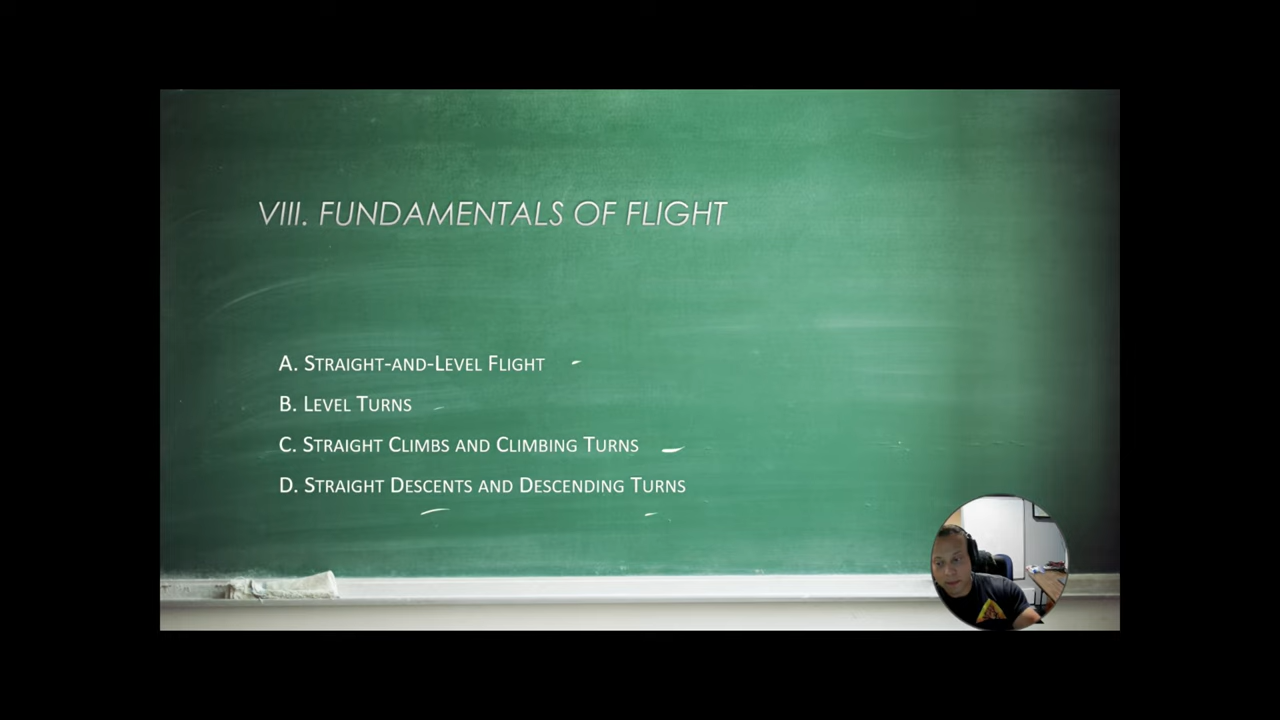 VIII. FUNDAMENTALS OF FLIGHT
A. STRAIGHT-AND-LEVEL FLIGHT
B. LEVEL TURNS
C. STRAIGHT CLIMBS AND CLIMBING TURNS
D. STRAIGHT DESCENTS AND DESCENDING TURNS